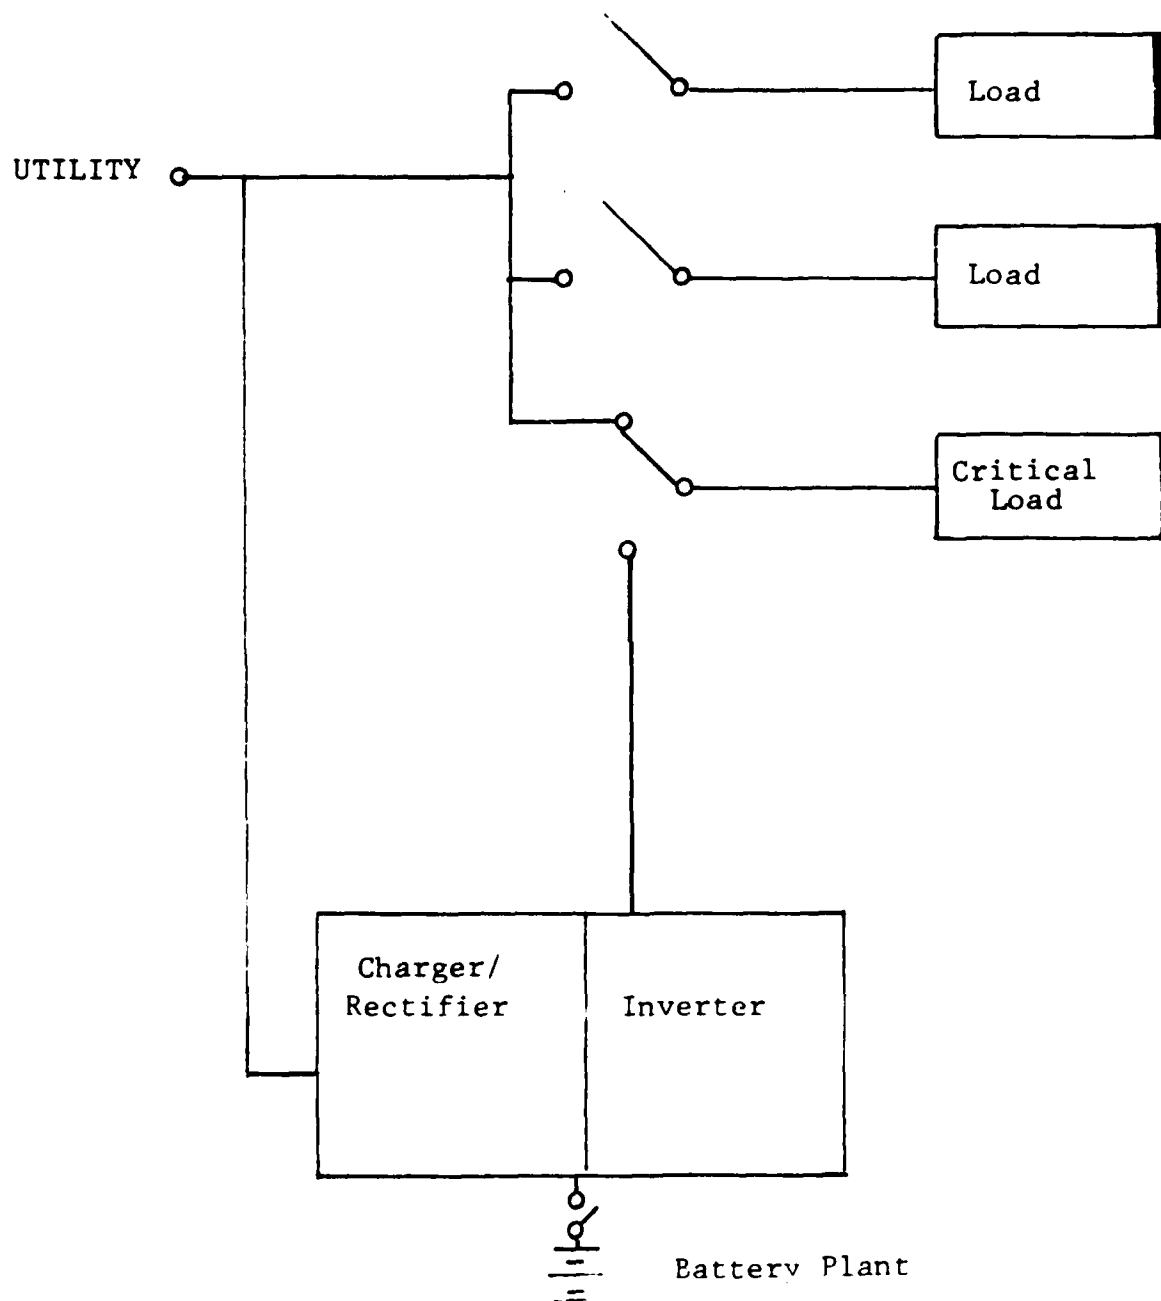 Load
UTILITY
Load
Critical
Load
Charger/
Rectifier
Inverter
Battery Plant